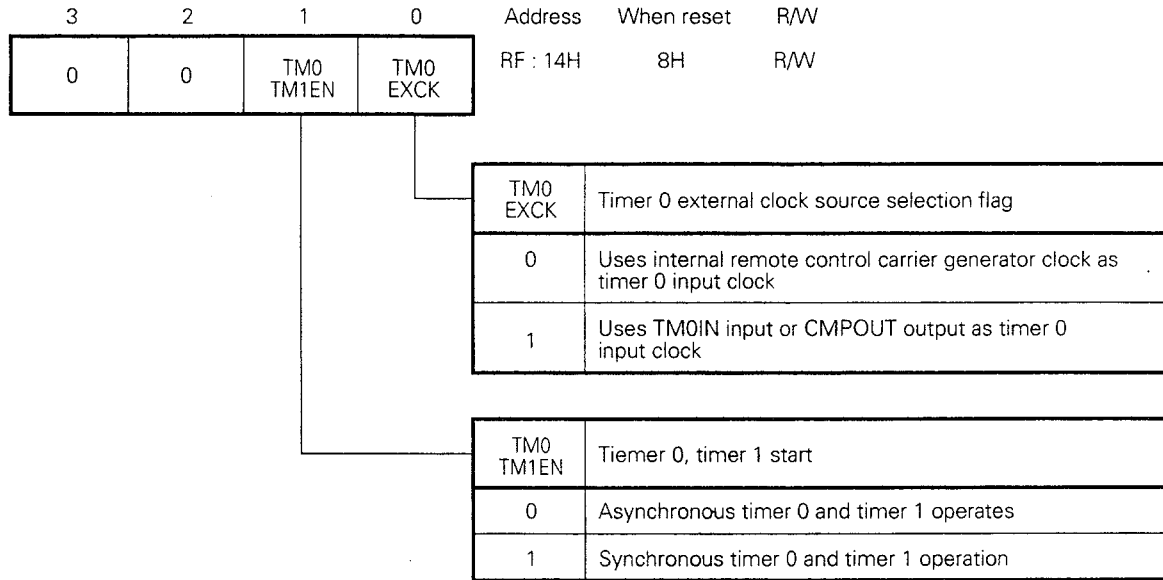 3 2 1 0 Address When reset R/W
0 0 TM0 TM1EN TM0 EXCK RF : 14H 8H R/W
TM0 EXCK Timer 0 external clock source selection flag
0 Uses internal remote control carrier generator clock as
timer 0 input clock
1 Uses TM0IN input or CMPOUT output as timer 0
input clock
TM0 TM1EN Tiemer 0, timer 1 start
0 Asynchronous timer 0 and timer 1 operates
1 Synchronous timer 0 and timer 1 operation